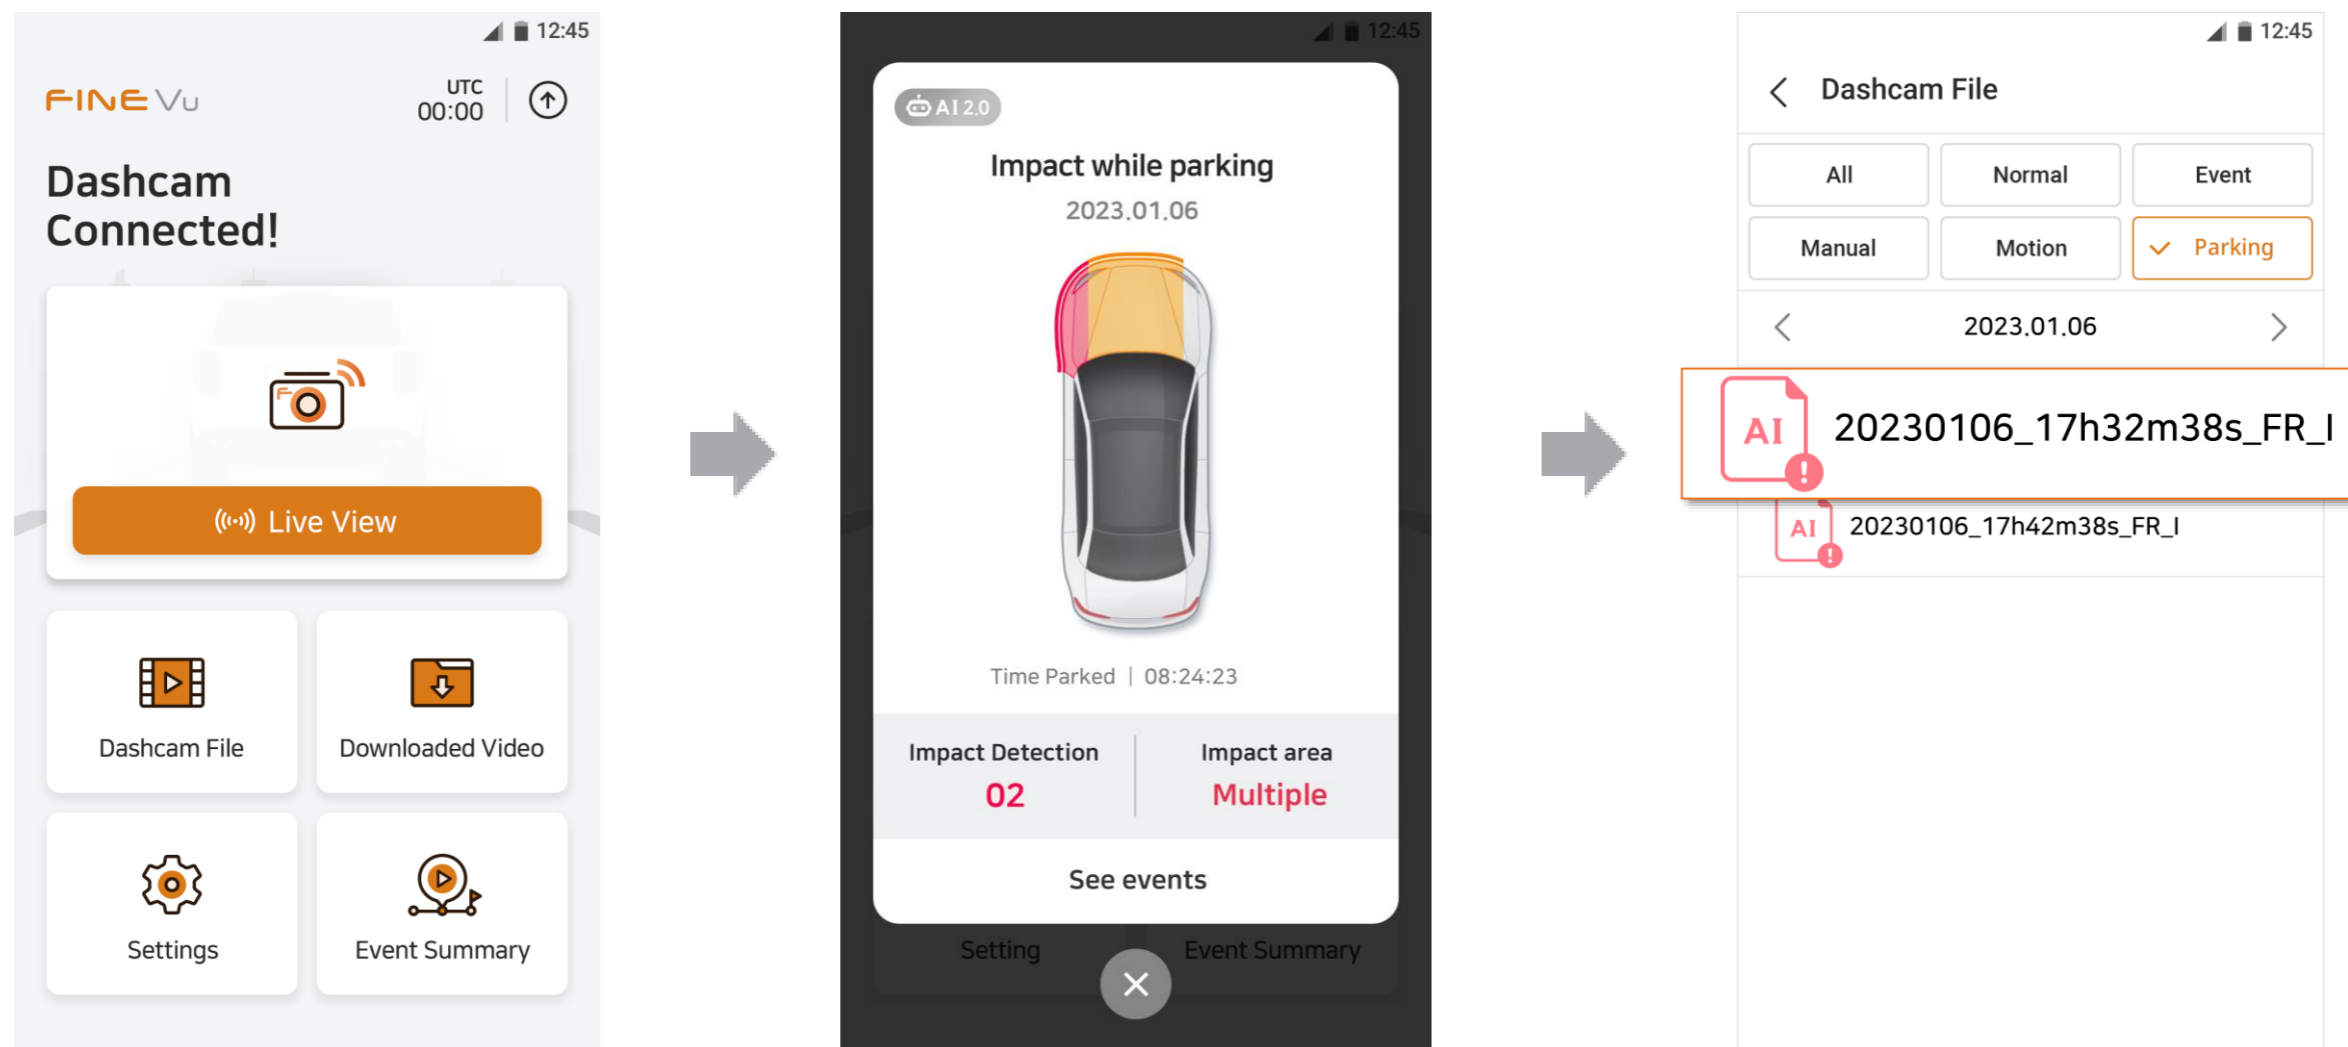 12:45
FINEVu
UTC
00:00
Dashcam
Connected!
F
Live View
Dashcam File
Downloaded Video
Settings
Event Summary
12:45
AI 2.0
Impact while parking
2023.01.06
Time Parked | 08:24:23
Impact Detection
02
Impact area
Multiple
See events
Setting
Event Summary
12:45
Dashcam File
All
Normal
Event
Manual
Motion
Parking
2023.01.06
AI
20230106_17h32m38s_FR_I
AI
20230106_17h42m38s_FR_I